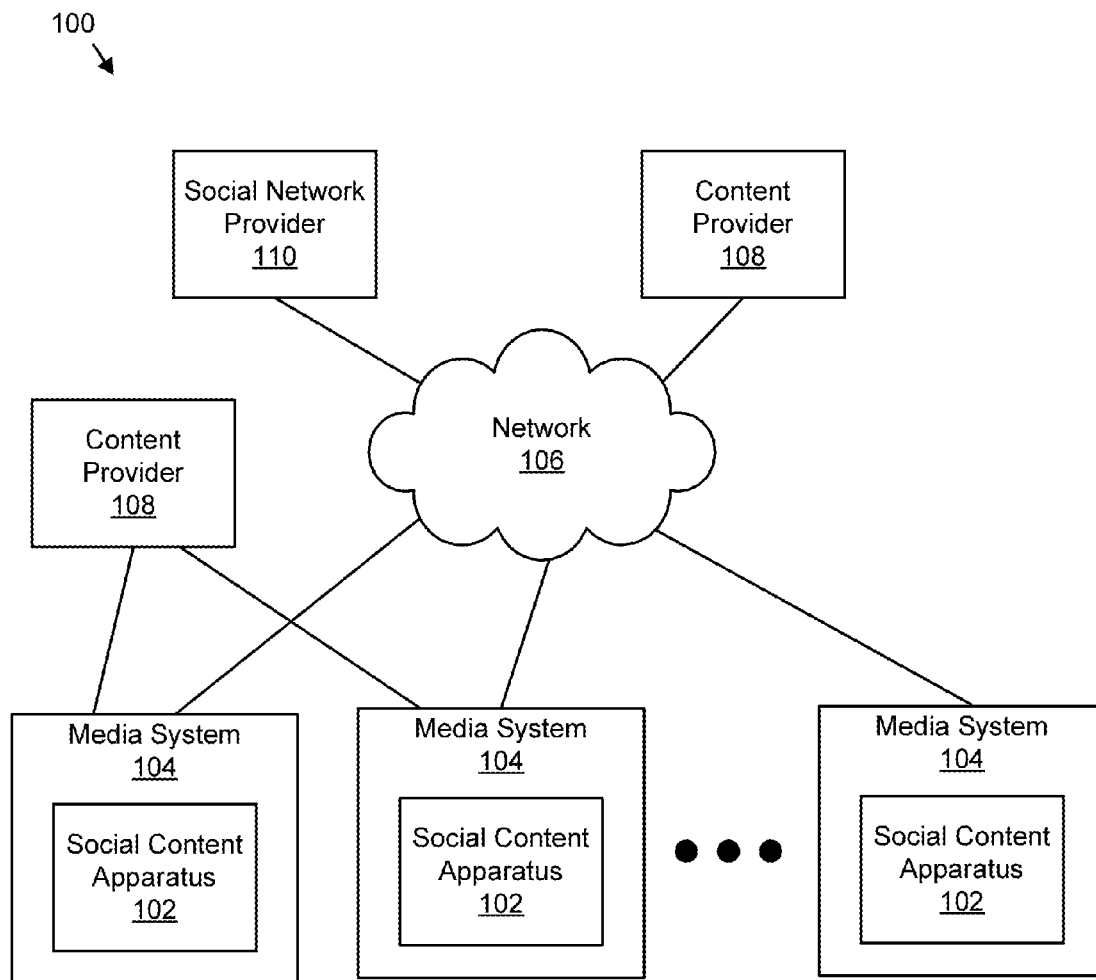 100
Social Network
Provider
110
Content
Provider
108
Content
Provider
108
Network
106
Media System
104
Social Content
Apparatus
102
Media System
104
Social Content
Apparatus
102
Media System
104
Social Content
Apparatus
102